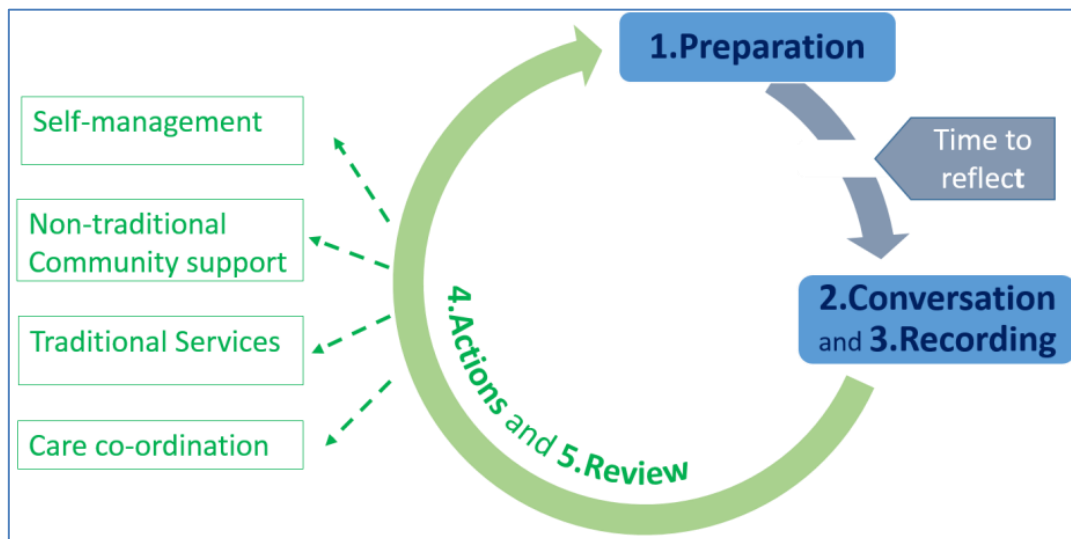 1.Preparation
Time to
reflect
2.Conversation
and 3.Recording
4.Actions and 5.Review
Self-management
Non-traditional
Community support
Traditional Services
Care co-ordination